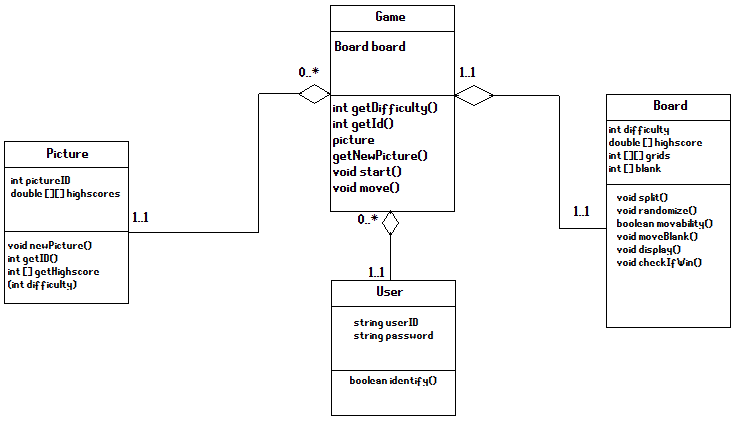 Game
Board board
int getDifficulty()
int getId()
picture
getNewPicture()
void start()
void move()
0..*
1..1
0..*
Picture
int pictureID
double [][] highscores
void newPicture()
int getID()
int [] getHighscore
(int difficulty)
1..1
Board
int difficulty
double [] highscore
int [][] grids
int [] blank
void split()
void randomize()
boolean movability()
void moveBlank()
void display()
void checkIfWin()
1..1
1..1
User
string userID
string password
boolean identify()